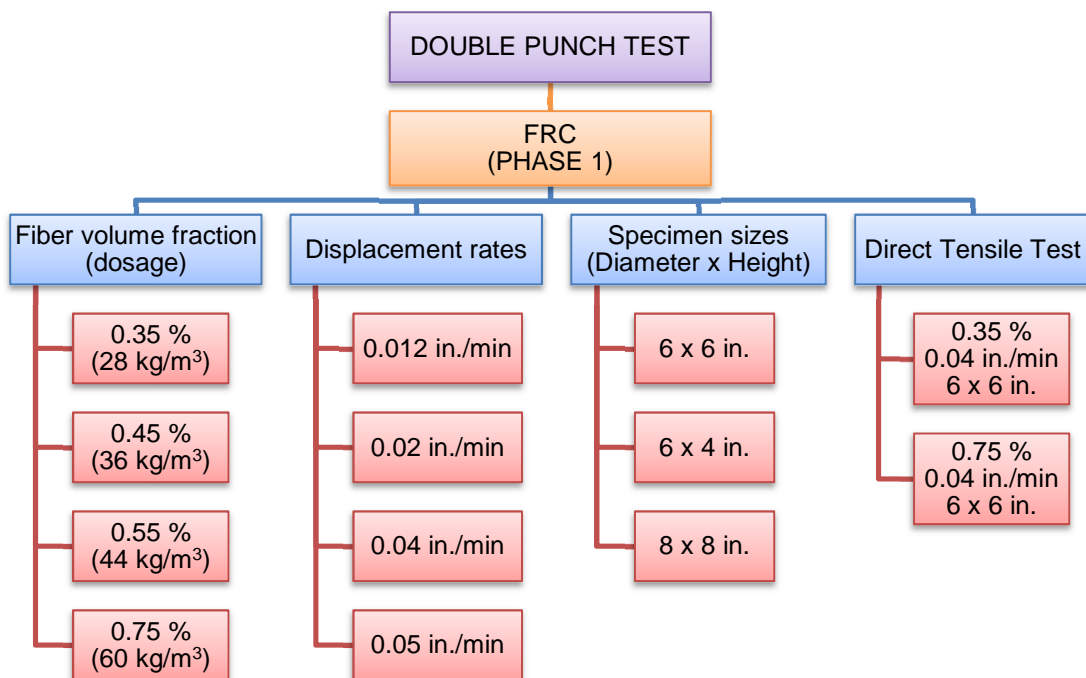 DOUBLE PUNCH TEST
FRC
(PHASE 1)
Fiber volume fraction
(dosage)
0.35 %
(28 kg/m³)
0.45 %
(36 kg/m³)
0.55 %
(44 kg/m³)
0.75 %
(60 kg/m³)
Displacement rates
0.012 in./min
0.02 in./min
0.04 in./min
0.05 in./min
Specimen sizes
(Diameter x Height)
6 x 6 in.
6 x 4 in.
8 x 8 in.
Direct Tensile Test
0.35 %
0.04 in./min
6 x 6 in.
0.75 %
0.04 in./min
6 x 6 in.